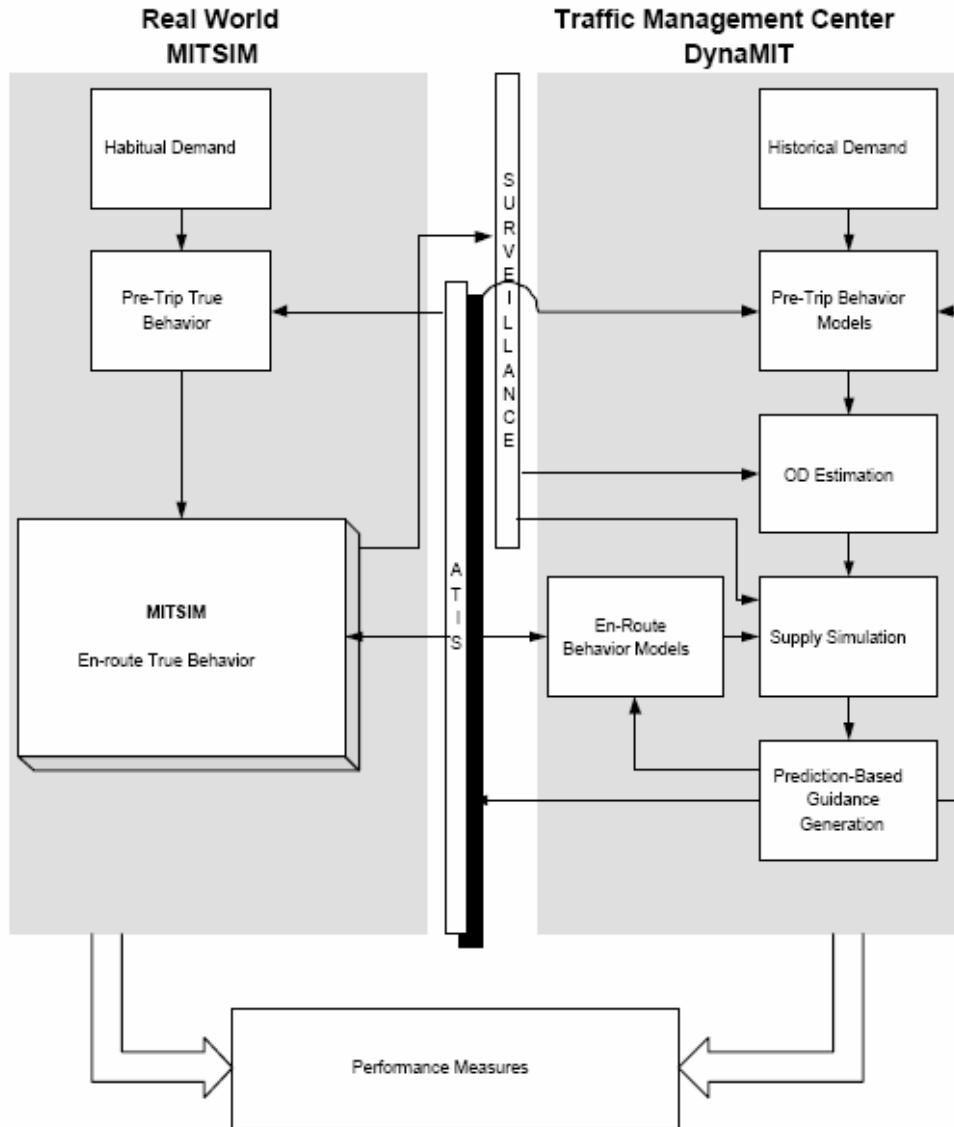 Real World
MITSIM
Traffic Management Center
DynaMIT
Habitual Demand
Historical Demand
SURVEILLANCE
Pre-Trip True
Behavior
Pre-Trip Behavior
Models
OD Estimation
ATIS
MITSIM
En-route True Behavior
En-Route
Behavior Models
Supply Simulation
Prediction-Based
Guidance
Generation
Performance Measures